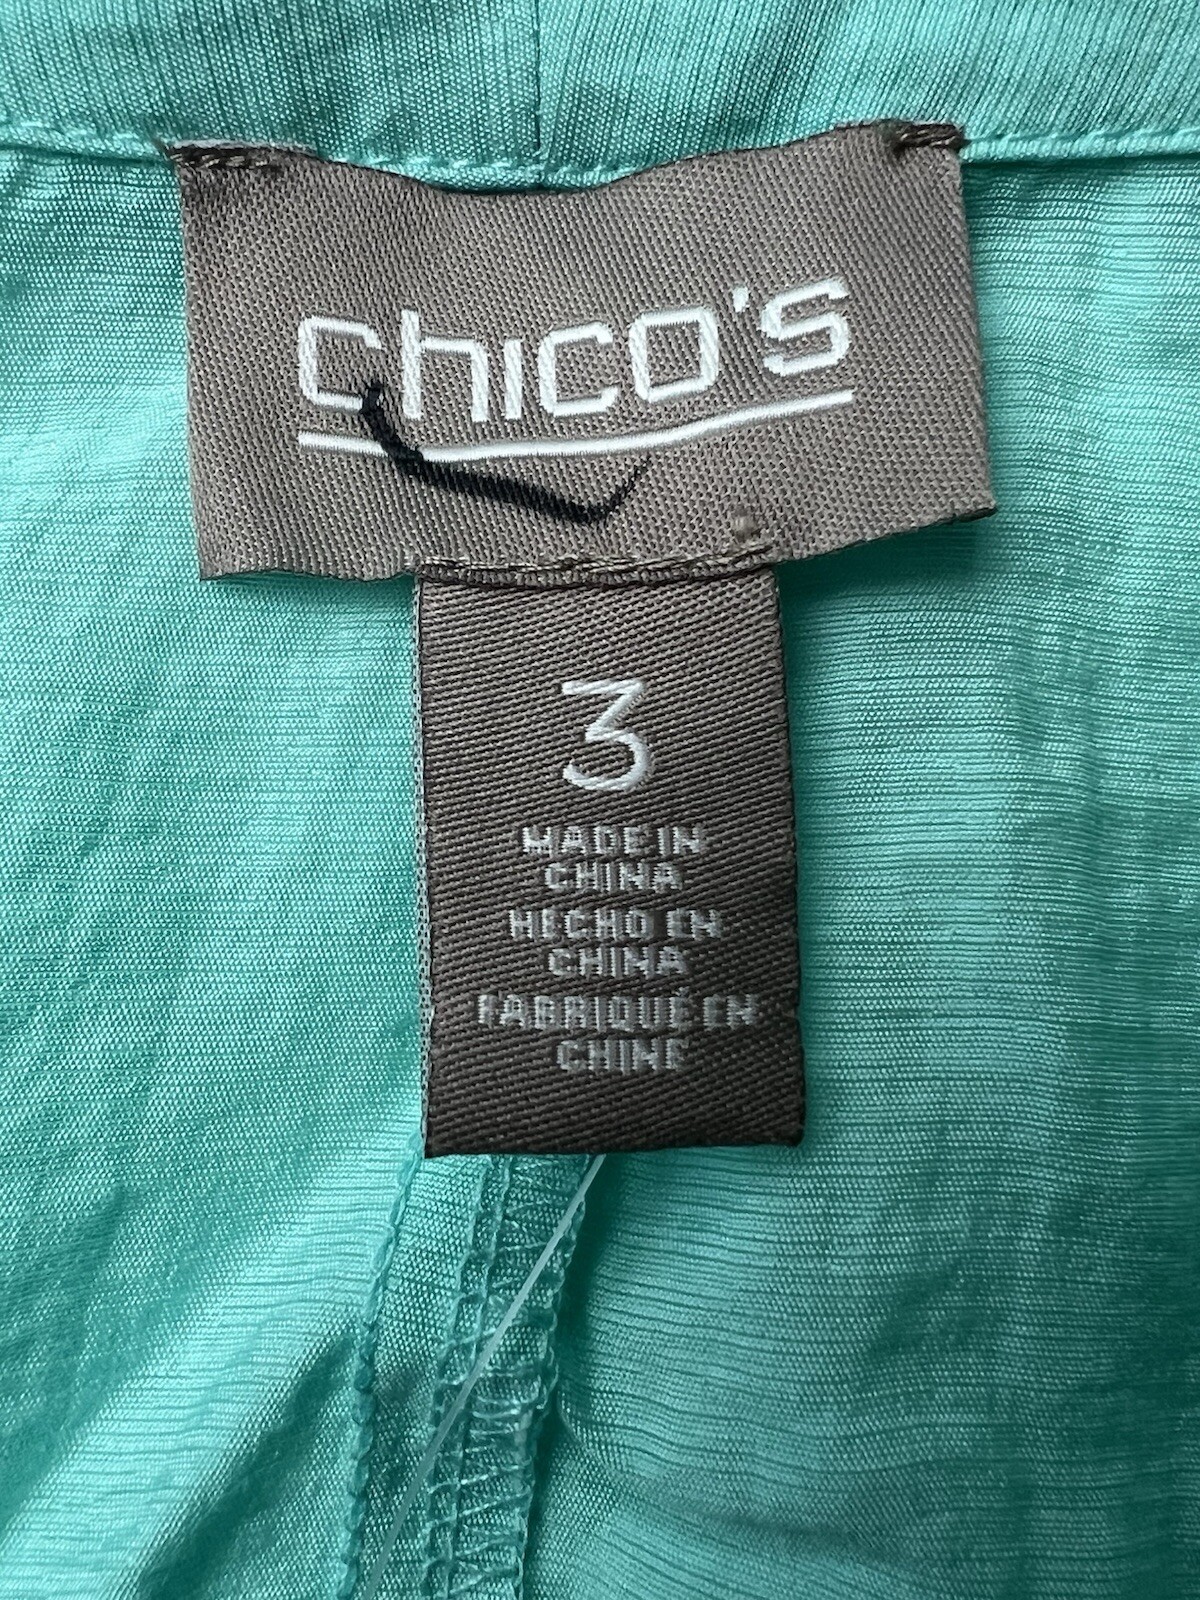 chico's
3
MADE IN
CHINA
HECHO EN
CHINA
FABRIQUÉ EN
CHINE